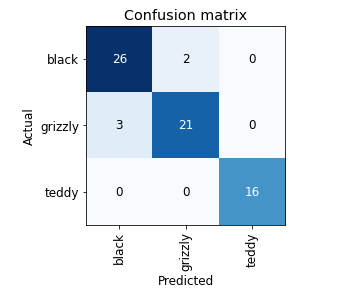 Confusion matrix
Actual
black 26 2 0
grizzly 3 21 0
teddy 0 0 16
black grizzly teddy
Predicted